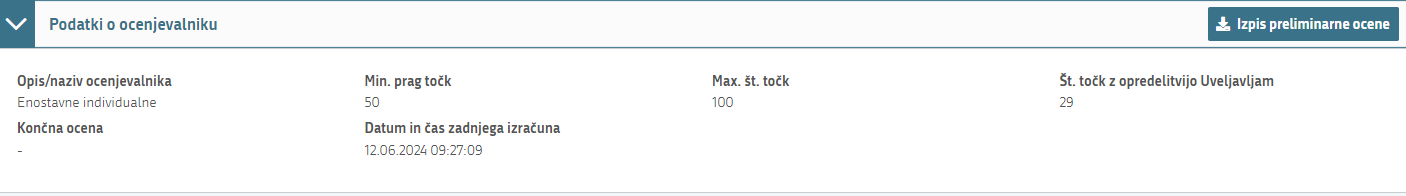 Podatki o ocenjevalniku
Izpis preliminarne ocene
Opis/naziv ocenjevalnika
Min. prag točk
Max. št. točk
Št. točk z opredelitvijo Uveljavljam
Enostavne individualne
50
100
29
Končna ocena
Datum in čas zadnjega izračuna
-
12.06.2024 09:27:09